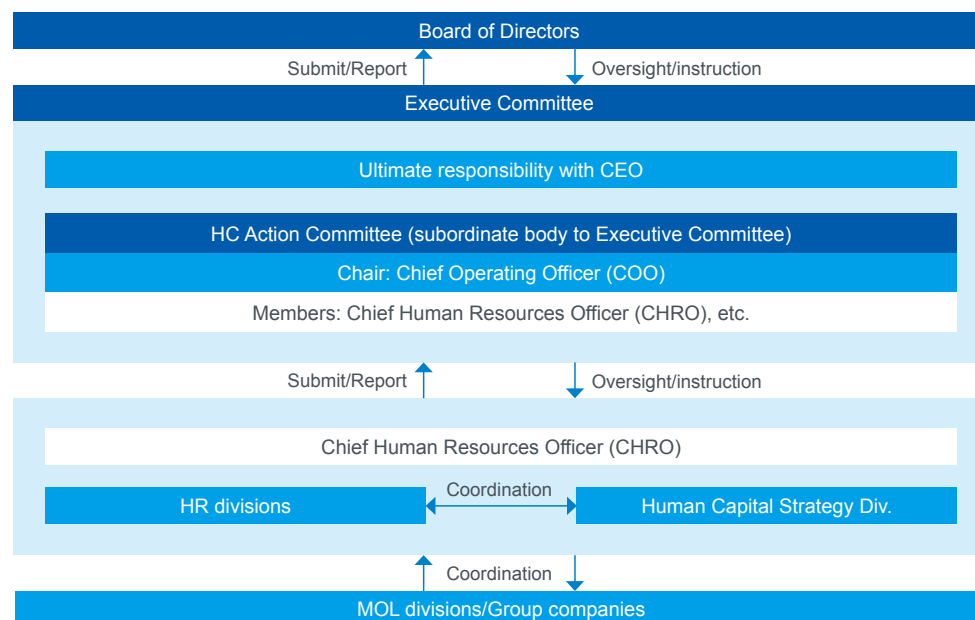 Board of Directors
Submit/Report
Oversight/instruction
Executive Committee
Ultimate responsibility with CEO
HC Action Committee (subordinate body to Executive Committee)
Chair: Chief Operating Officer (COO)
Members: Chief Human Resources Officer (CHRO), etc.
Submit/Report
Oversight/instruction
Chief Human Resources Officer (CHRO)
Coordination
HR divisions
Human Capital Strategy Div.
Coordination
MOL divisions/Group companies